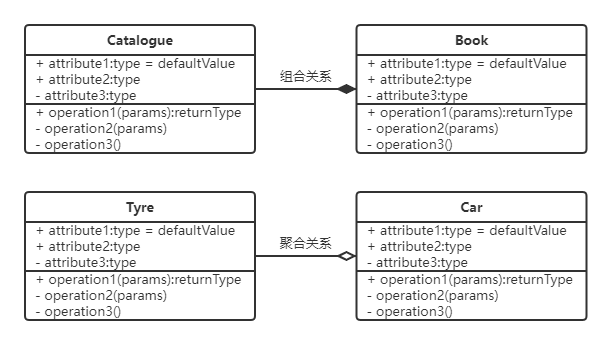 Catalogue
+ attribute1:type = defaultValue
+ attribute2:type
- attribute3:type
+ operation1(params):returnType
- operation2(params)
- operation3()
组合关系
Book
+ attribute1:type = defaultValue
+ attribute2:type
- attribute3:type
+ operation1(params):returnType
- operation2(params)
- operation3()
Tyre
+ attribute1:type = defaultValue
+ attribute2:type
- attribute3:type
+ operation1(params):returnType
- operation2(params)
- operation3()
聚合关系
Car
+ attribute1:type = defaultValue
+ attribute2:type
- attribute3:type
+ operation1(params):returnType
- operation2(params)
- operation3()